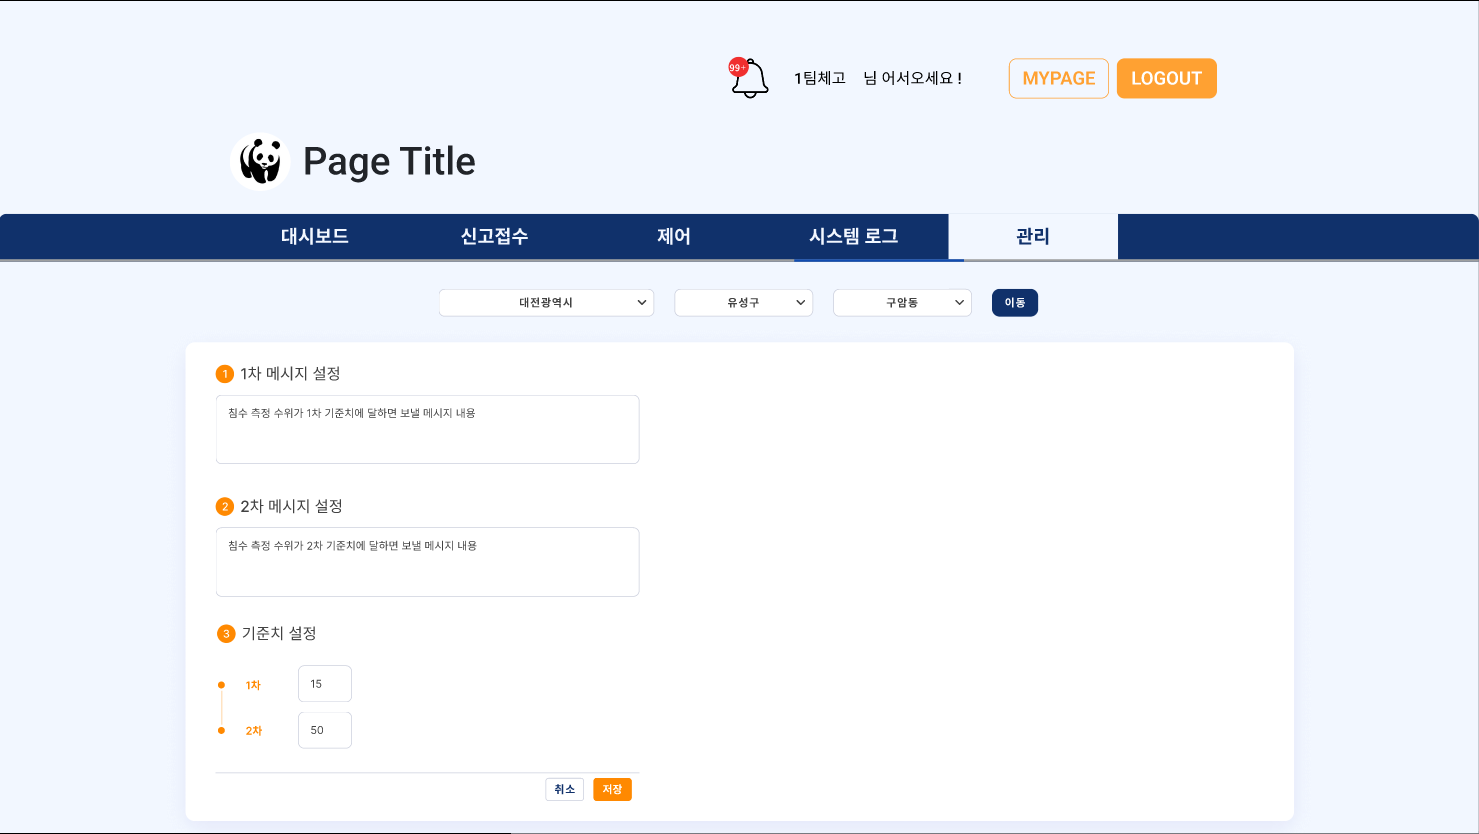 99+
1팀체고 님 어서오세요 !
MYPAGE
LOGOUT
Page Title
대시보드
신고접수
제어
시스템 로그
관리
대전광역시
유성구
구암동
이동
1 1차 메시지 설정
침수 측정 수위가 1차 기준치에 달하면 보낼 메시지 내용
2 2차 메시지 설정
침수 측정 수위가 2차 기준치에 달하면 보낼 메시지 내용
3 기준치 설정
1차 15
2차 50
취소
저장